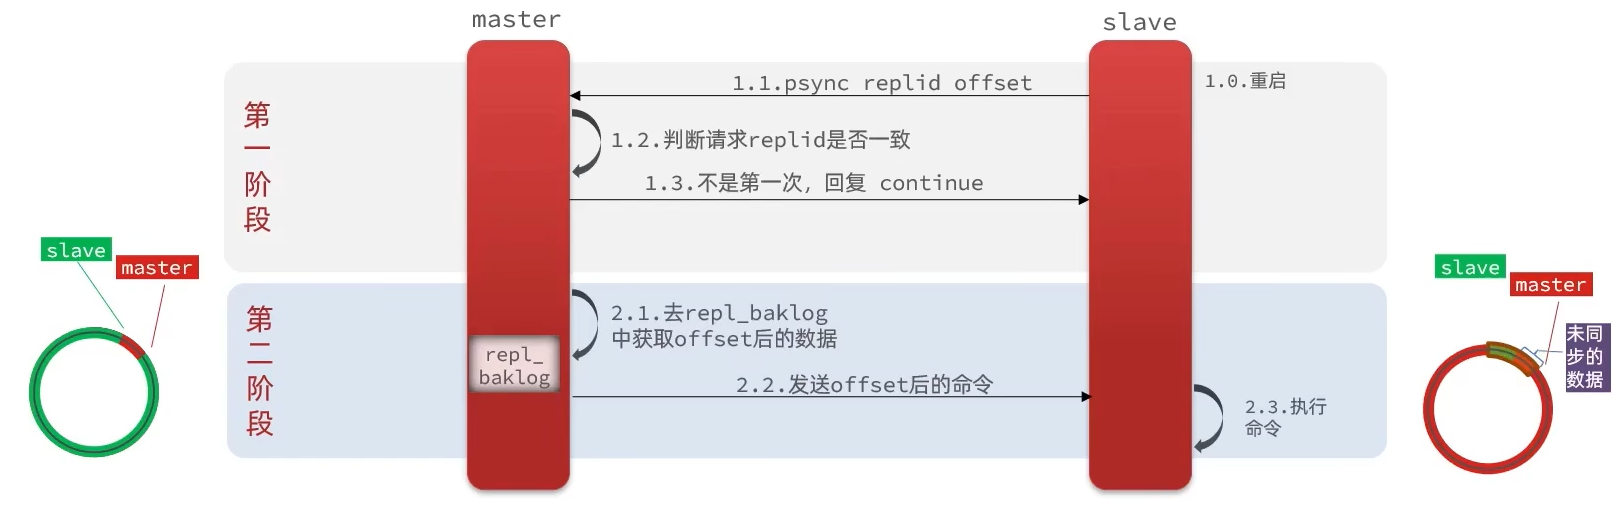 master
slave
第一阶段
1.0.重启
1.1.psync replid offset
1.2.判断请求replid是否一致
1.3.不是第一次，回复 continue
slave
master
第二阶段
2.1.去repl_baklog
中获取offset后的数据
repl_
baklog
2.2.发送offset后的命令
2.3.执行
命令
slave
master
未同
步的
数据